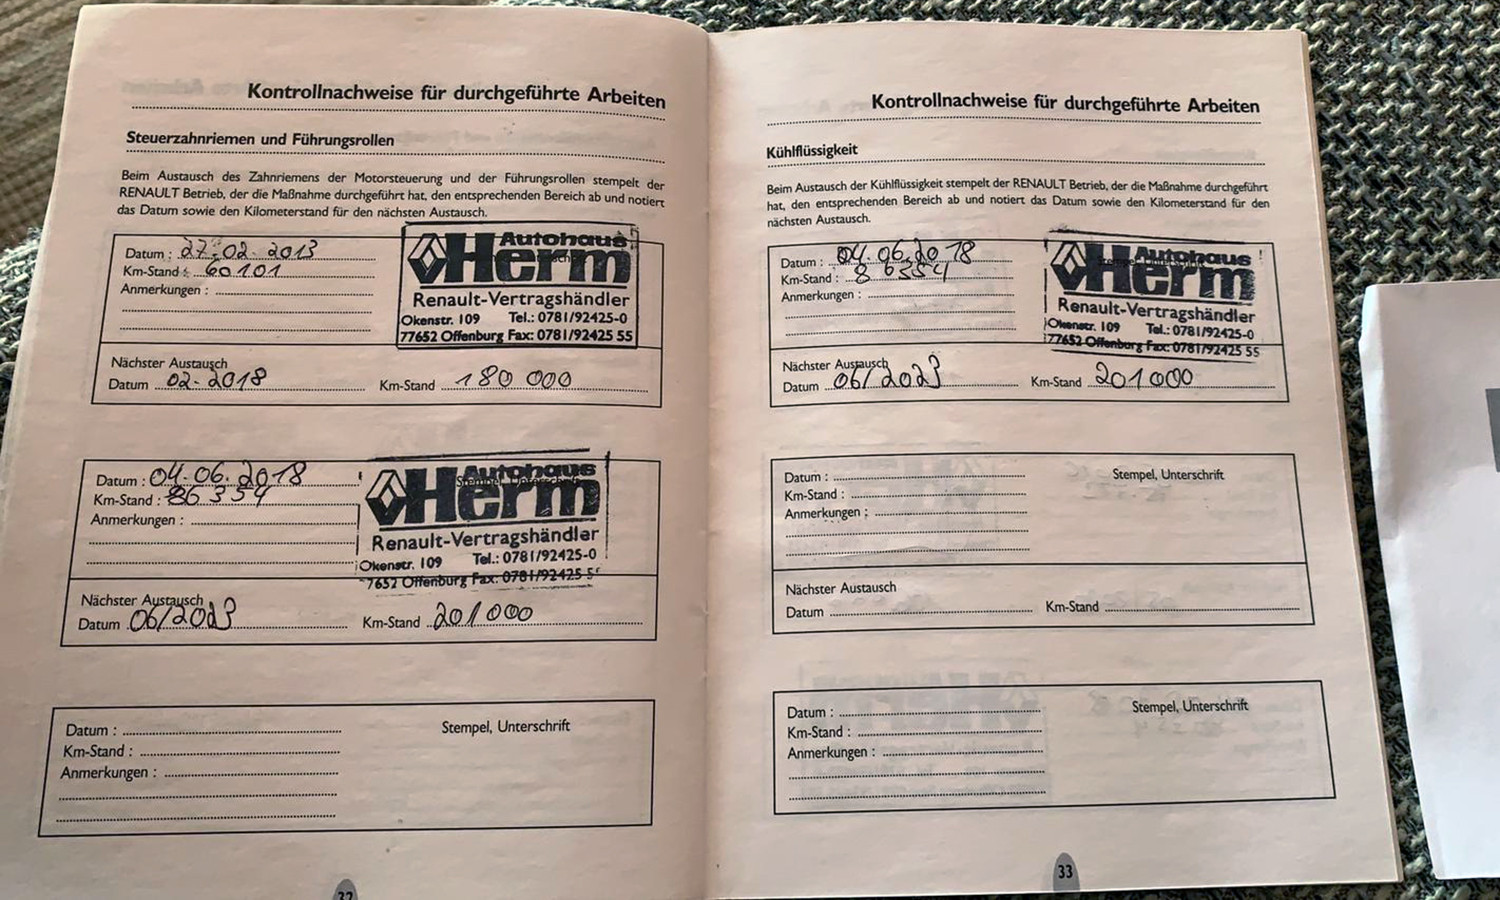 Kontrollnachweise für durchgeführte Arbeiten
Steuerzahnriemen und Führungsrollen
Beim Austausch des Zahnriemens der Motorsteuerung und der Führungsrollen stempelt der
RENAULT Betrieb, der die Maßnahme durchgeführt hat, den entsprechenden Bereich ab und notiert
das Datum sowie den Kilometerstand für den nächsten Austausch.
Datum : 27.02.2013
Km-Stand : 60101
Anmerkungen :
Autohaus
Herm
Renault-Vertragshändler
Okenstr. 109 Tel.: 0781/92425-0
77652 Offenburg Fax: 0781/92425 55
Nächster Austausch
Datum 02-2018 Km-Stand 180 000
Datum : 04.06.2018
Km-Stand : 86354
Anmerkungen :
Autohaus
Stempel, Unterschrift
Herm
Renault-Vertragshändler
Okenstr. 109 Tel.: 0781/92425-0
7652 Offenburg Fax: 0781/92425 5
Nächster Austausch
Datum 06/2023 Km-Stand 201000
Datum :
Stempel, Unterschrift
Km-Stand :
Anmerkungen :
32
Kontrollnachweise für durchgeführte Arbeiten
Kühlflüssigkeit
Beim Austausch der Kühlflüssigkeit stempelt der RENAULT Betrieb, der die Maßnahme durchgeführt
hat, den entsprechenden Bereich ab und notiert das Datum sowie den Kilometerstand für den
nächsten Austausch.
Datum : 04.06.2018
Km-Stand : 86354
Anmerkungen :
Autohaus
Herm
Renault-Vertragshändler
Okenstr. 109 Tel.: 0781/92425-0
77652 Offenburg Fax: 0781/92425 55
Nächster Austausch
Datum 06/2023 Km-Stand 201000
Datum :
Stempel, Unterschrift
Km-Stand :
Anmerkungen :
Nächster Austausch
Datum Km-Stand
Datum :
Stempel, Unterschrift
Km-Stand :
Anmerkungen :
33